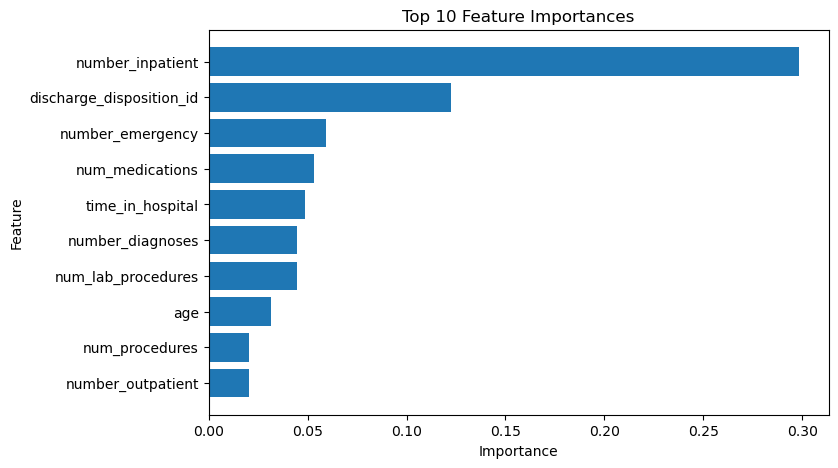 Top 10 Feature Importances
Feature
number_inpatient
discharge_disposition_id
number_emergency
num_medications
time_in_hospital
number_diagnoses
num_lab_procedures
age
num_procedures
number_outpatient
0.00 0.05 0.10 0.15 0.20 0.25 0.30
Importance